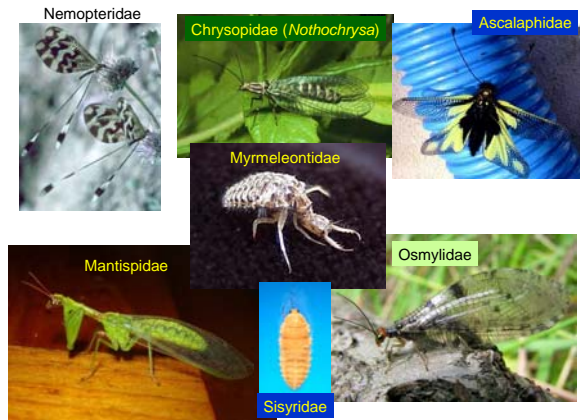 Nemopteridae
Chrysopidae (Nothochrysa)
Ascalaphidae
Myrmeleontidae
Mantispidae
Osmylidae
Sisyridae